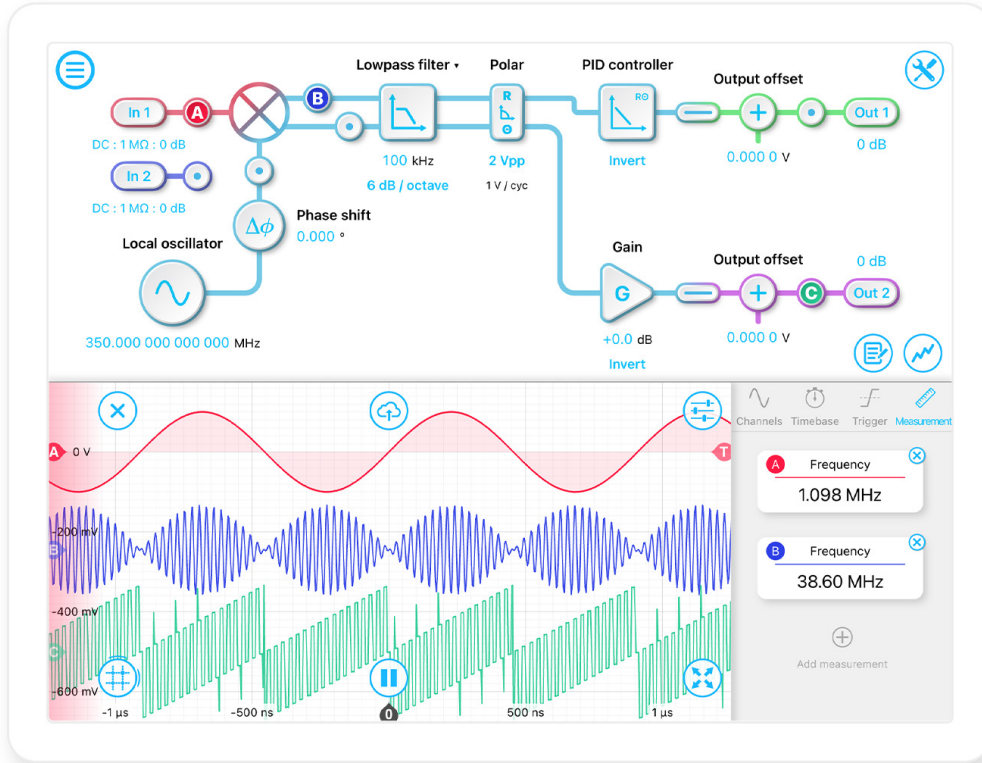 Lowpass filter ▾
Polar
PID controller
Output offset
In 1
A
B
R
Θ
RΘ
Out 1
DC : 1 MΩ : 0 dB
100 kHz
2 Vpp
Invert
0.000 0 V
0 dB
In 2
6 dB / octave
1 V / cyc
DC : 1 MΩ : 0 dB
Δϕ
Phase shift
0.000 °
Local oscillator
Gain
Output offset
0 dB
G
C
Out 2
350.000 000 000 000 MHz
+0.0 dB
0.000 0 V
Invert
Channels
Timebase
Trigger
Measurement
A
0 V
T
A
Frequency
1.098 MHz
-200 mV
B
B
Frequency
38.60 MHz
-400 mV
C
Add measurement
-600 mV
-1 µs
-500 ns
0
500 ns
1 µs